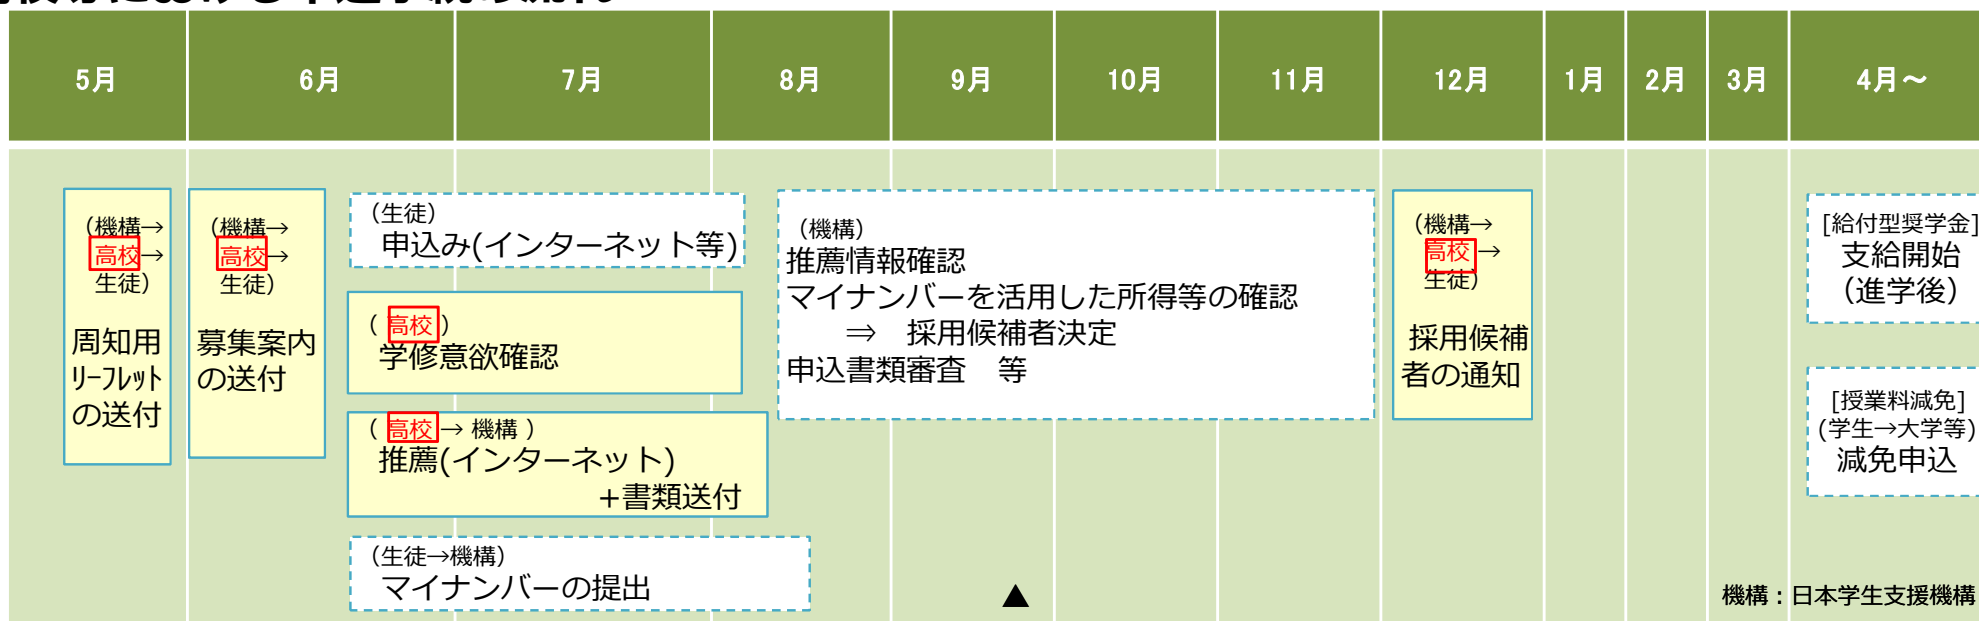 5月
6月
7月
8月
9月
10月
11月
12月
1月
2月
3月
4月～
(機構→
高校→
生徒)
周知用
ﾘｰﾌﾚｯﾄ
の送付
(機構→
高校→
生徒)
募集案内
の送付
(生徒)
申込み(インターネット等)
(高校)
学修意欲確認
(高校→ 機構 )
推薦(インターネット)
+書類送付
(生徒→機構)
マイナンバーの提出
(機構)
推薦情報確認
マイナンバーを活用した所得等の確認
⇒ 採用候補者決定
申込書類審査 等
▲
(機構→
高校→
生徒)
採用候補
者の通知
[給付型奨学金]
支給開始
(進学後)
[授業料減免]
(学生→大学等)
減免申込
機構：日本学生支援機構